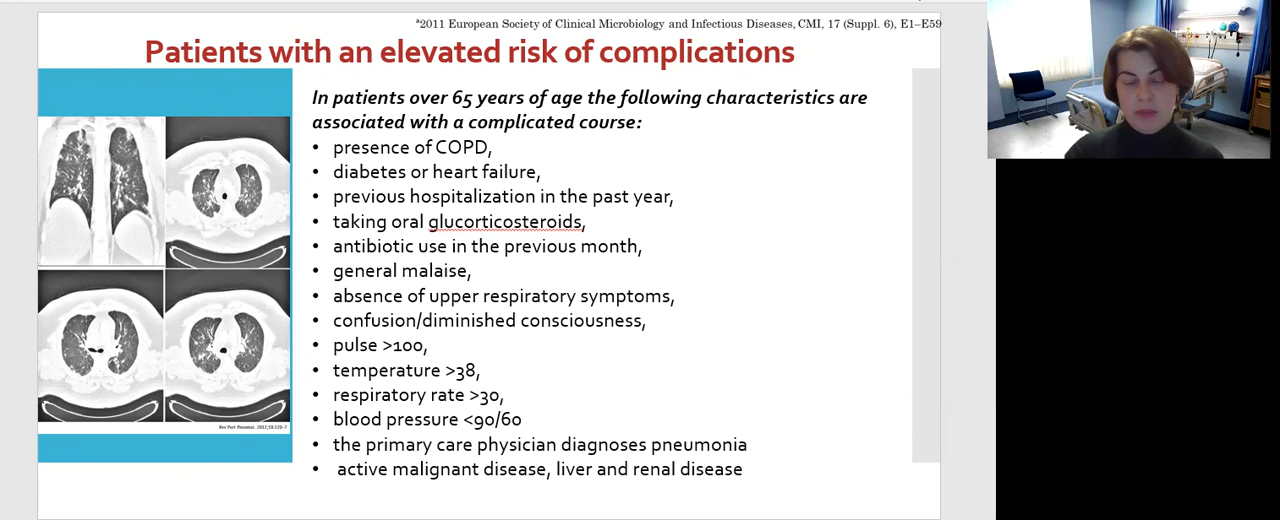 a2011 European Society of Clinical Microbiology and Infectious Diseases, CMI, 17 (Suppl. 6), E1–E59
Patients with an elevated risk of complications
In patients over 65 years of age the following characteristics are
associated with a complicated course:
• presence of COPD,
• diabetes or heart failure,
• previous hospitalization in the past year,
• taking oral glucorticosteroids,
• antibiotic use in the previous month,
• general malaise,
• absence of upper respiratory symptoms,
• confusion/diminished consciousness,
• pulse >100,
• temperature >38,
• respiratory rate >30,
• blood pressure <90/60
• the primary care physician diagnoses pneumonia
• active malignant disease, liver and renal disease